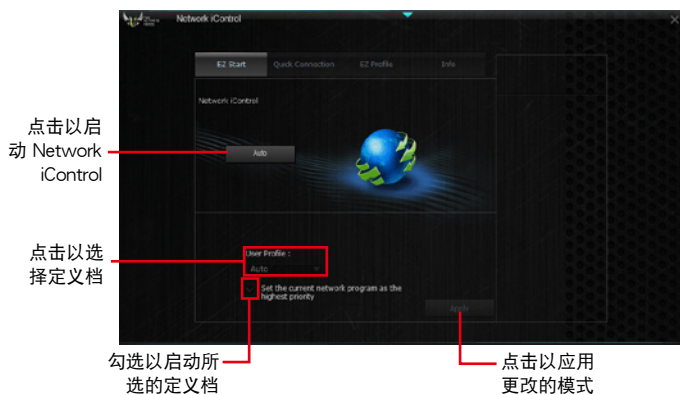 Network iControl
EZ Start
Quick Connection
EZ Profile
Info
Network iControl
Auto
点击以启
动 Network
iControl
点击以选
择定义档
User Profile :
Auto
Set the current network program as the
highest priority
Apply
勾选以启动所
选的定义档
点击以应用
更改的模式